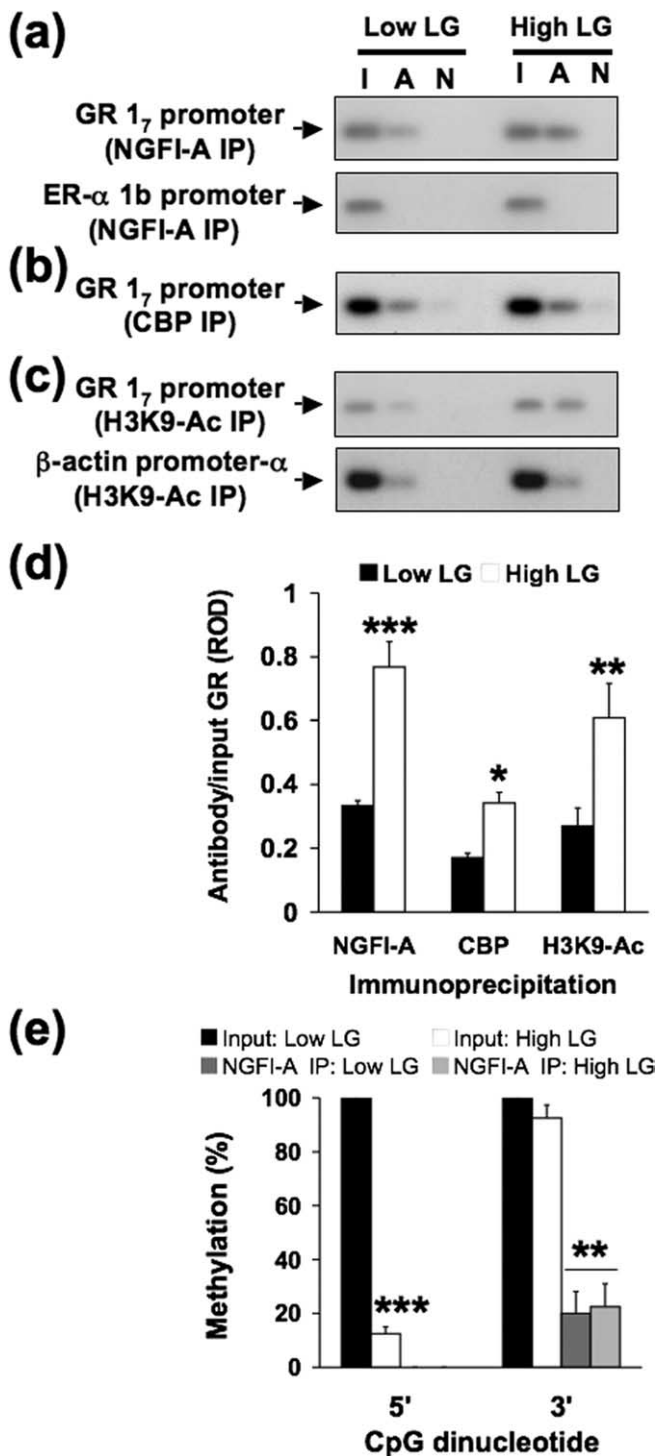 (a)
Low LG High LG
I A N I A N
GR 1₇ promoter
(NGFI-A IP)
ER-α 1b promoter
(NGFI-A IP)
(b)
GR 1₇ promoter
(CBP IP)
(c)
GR 1₇ promoter
(H3K9-Ac IP)
β-actin promoter-α
(H3K9-Ac IP)
(d)
Low LG High LG
Antibody/input GR (ROD)
1
0.8
0.6
0.4
0.2
0
***
*
**
NGFI-A CBP H3K9-Ac
Immunoprecipitation
(e)
Input: Low LG Input: High LG
NGFI-A IP: Low LG NGFI-A IP: High LG
Methylation (%)
100
80
60
40
20
0
***
**
5' 3'
CpG dinucleotide